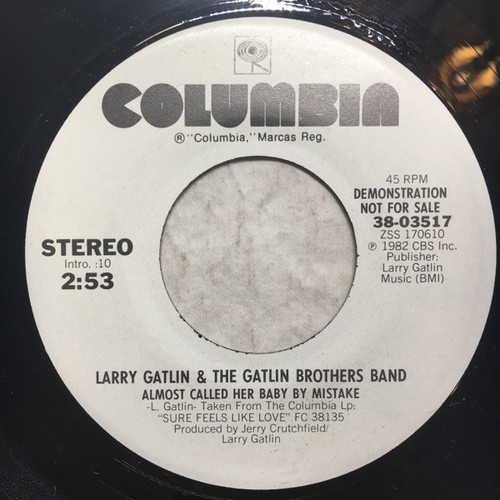 COLUMBIA
® "Columbia," Marcas Reg.
45 RPM
DEMONSTRATION
NOT FOR SALE
38-03517
ZSS 170610
℗ 1982 CBS Inc.
Publisher:
Larry Gatlin
Music (BMI)
STEREO
Intro. :10
2:53
LARRY GATLIN & THE GATLIN BROTHERS BAND
ALMOST CALLED HER BABY BY MISTAKE
-L. Gatlin- Taken From The Columbia Lp:
"SURE FEELS LIKE LOVE" FC 38135
Produced by Jerry Crutchfield/
Larry Gatlin